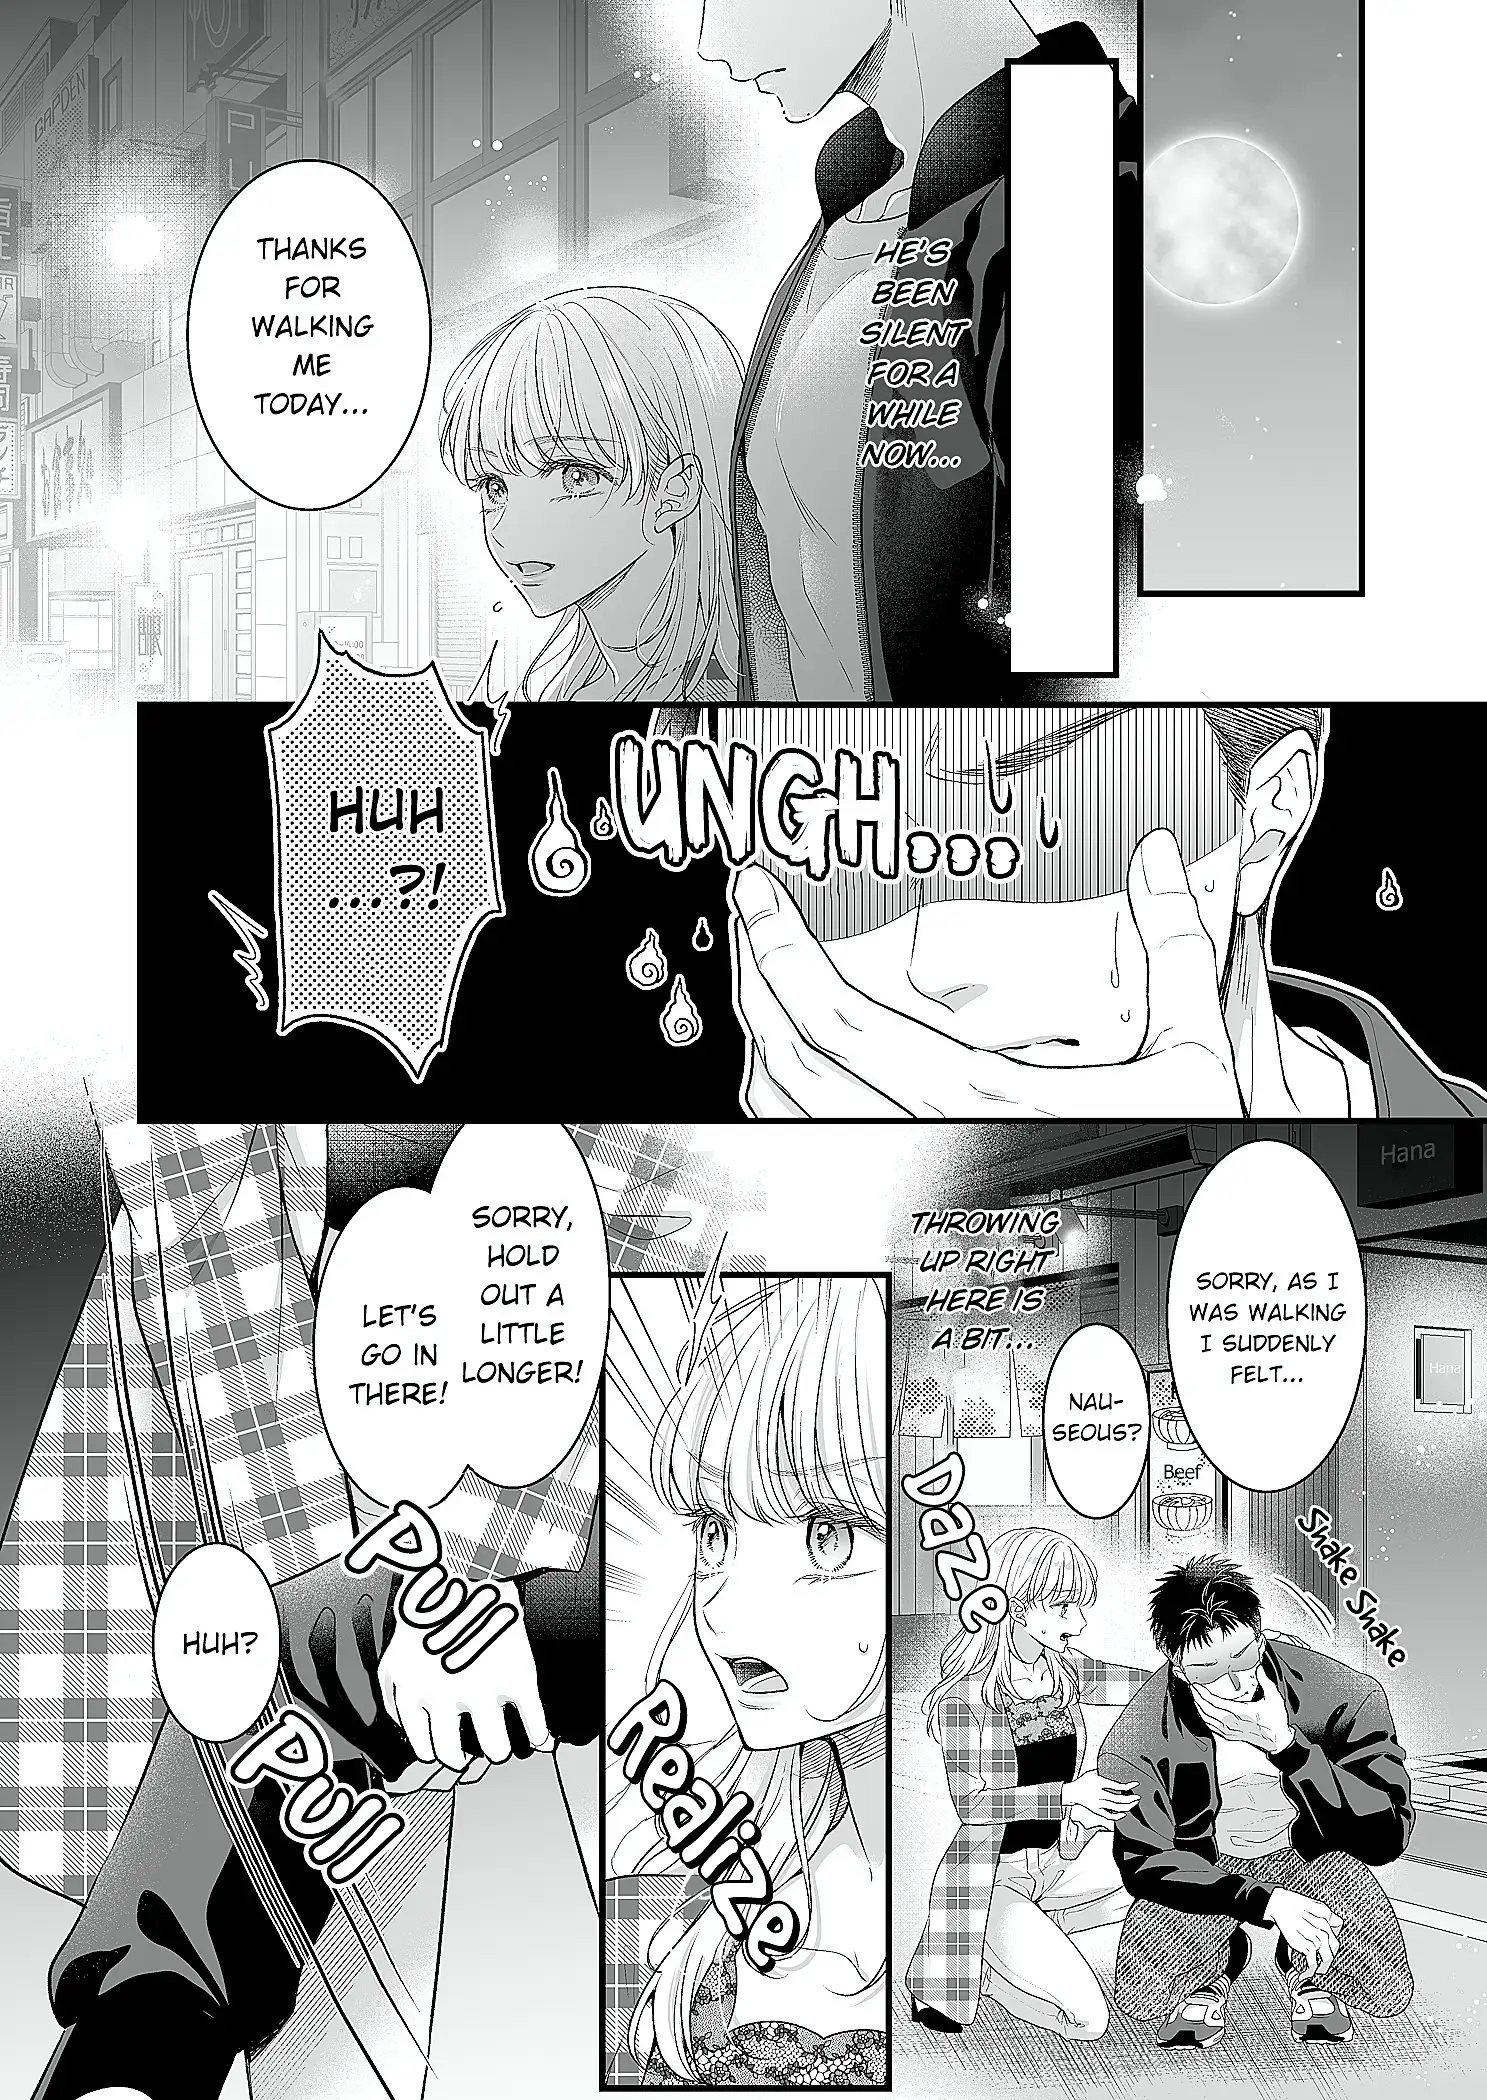 HE'S
BEEN
SILENT
FOR A
WHILE
NOW...
THANKS
FOR
WALKING
ME
TODAY...
GARDEN
UNGH...
HUH
...?!
Hana
Hana
SORRY, AS I
WAS WALKING
I SUDDENLY
FELT...
THROWING
UP RIGHT
HERE IS
A BIT...
NAU-
SEOUS?
Beef
Shake Shake
Daze
Realize
SORRY,
HOLD
OUT A
LITTLE
LONGER!
LET'S
GO IN
THERE!
Pull
HUH?
Pull